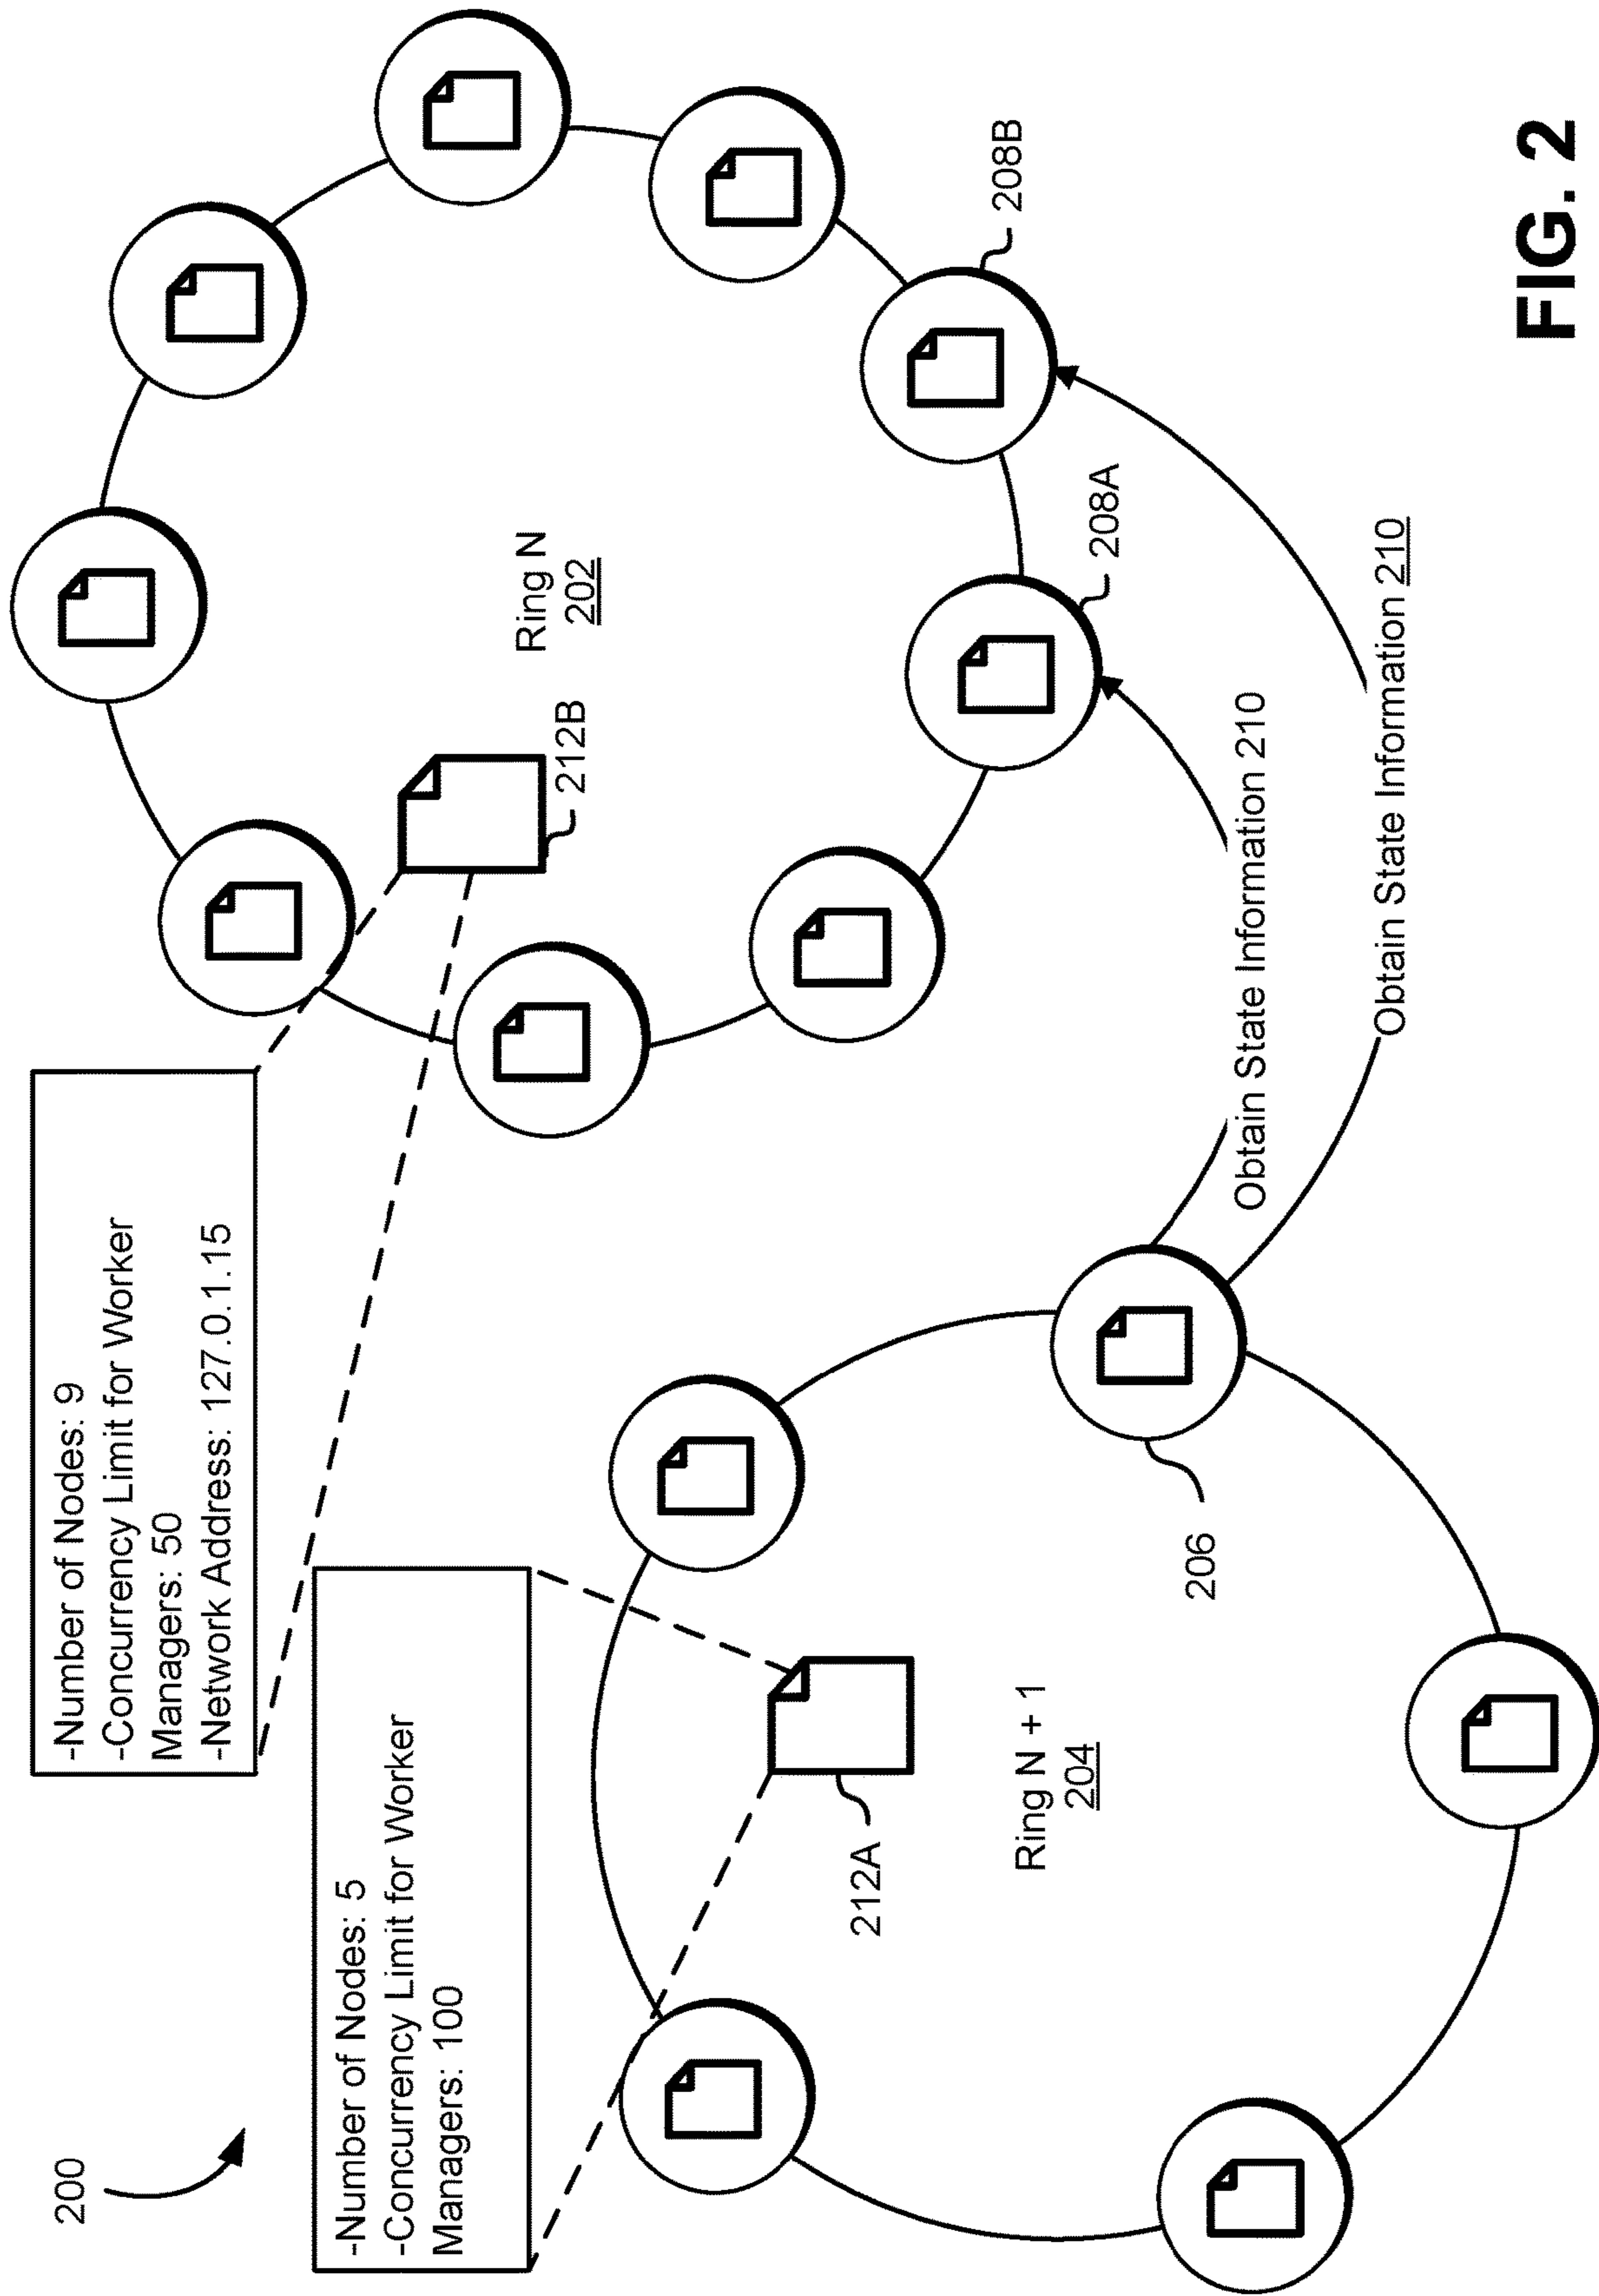 200
-Number of Nodes: 9
-Concurrency Limit for Worker
Managers: 50
-Network Address: 127.0.1.15
-Number of Nodes: 5
-Concurrency Limit for Worker
Managers: 100
212B
Ring N
202
212A
Ring N + 1
204
208B
208A
206
Obtain State Information 210
Obtain State Information 210
FIG. 2